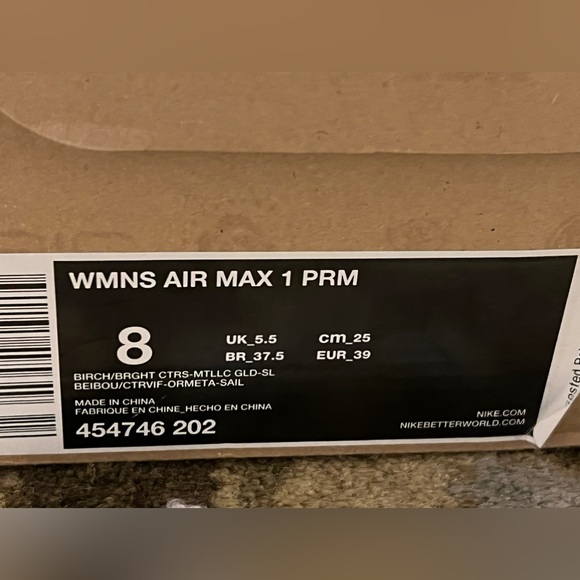 WMNS AIR MAX 1 PRM
8
UK_5.5 cm_25
BR_37.5 EUR_39
BIRCH/BRGHT CTRS-MTLLC GLD-SL
BEIBOU/CTRVIF-ORMETA-SAIL
MADE IN CHINA
FABRIQUE EN CHINE_HECHO EN CHINA
454746 202
NIKE.COM
NIKEBETTERWORLD.COM